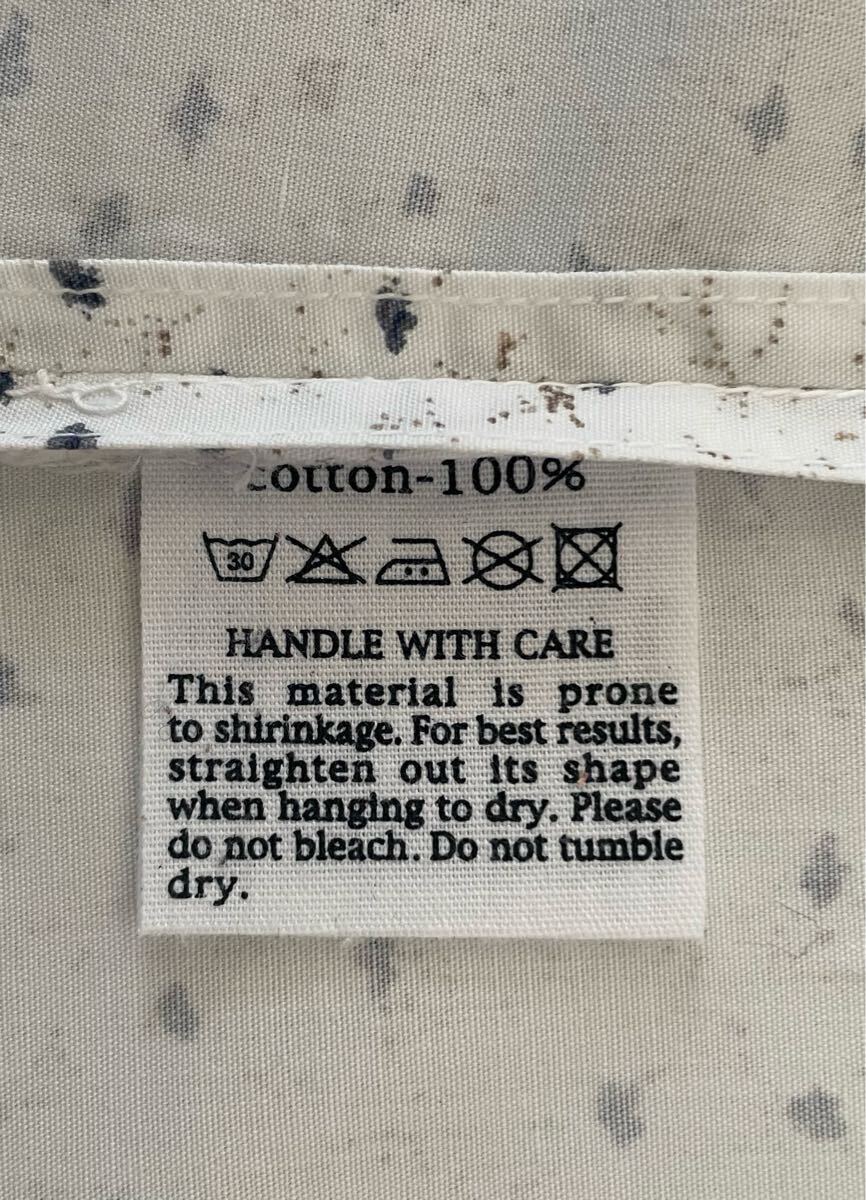 cotton-100%
30
HANDLE WITH CARE
This material is prone
to shirinkage. For best results,
straighten out its shape
when hanging to dry. Please
do not bleach. Do not tumble
dry.